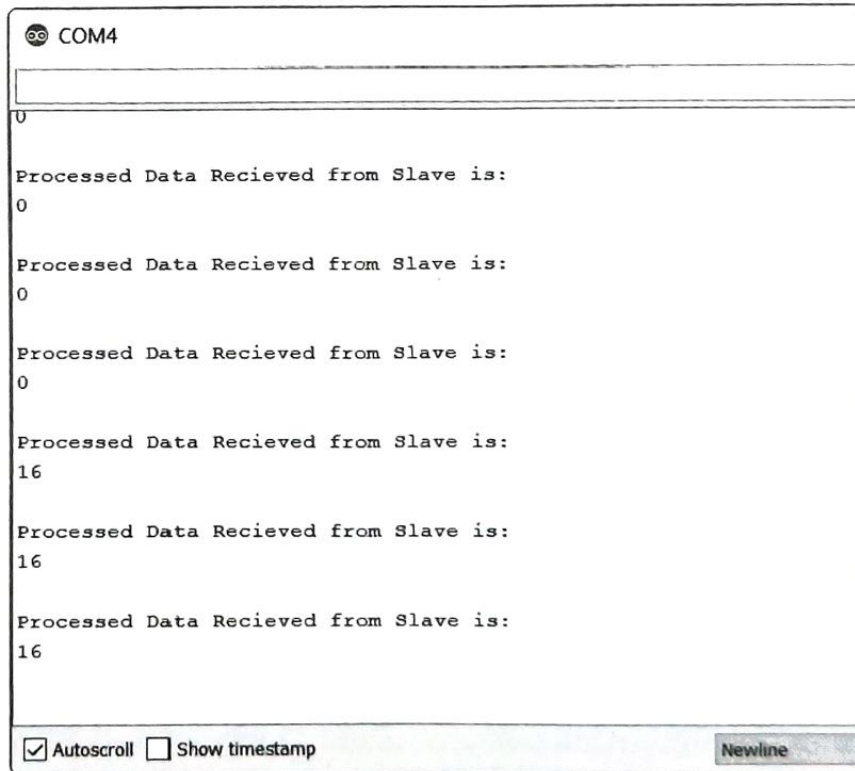 COM4
0
Processed Data Recieved from Slave is:
0
Processed Data Recieved from Slave is:
0
Processed Data Recieved from Slave is:
0
Processed Data Recieved from Slave is:
16
Processed Data Recieved from Slave is:
16
Processed Data Recieved from Slave is:
16
Autoscroll Show timestamp Newline